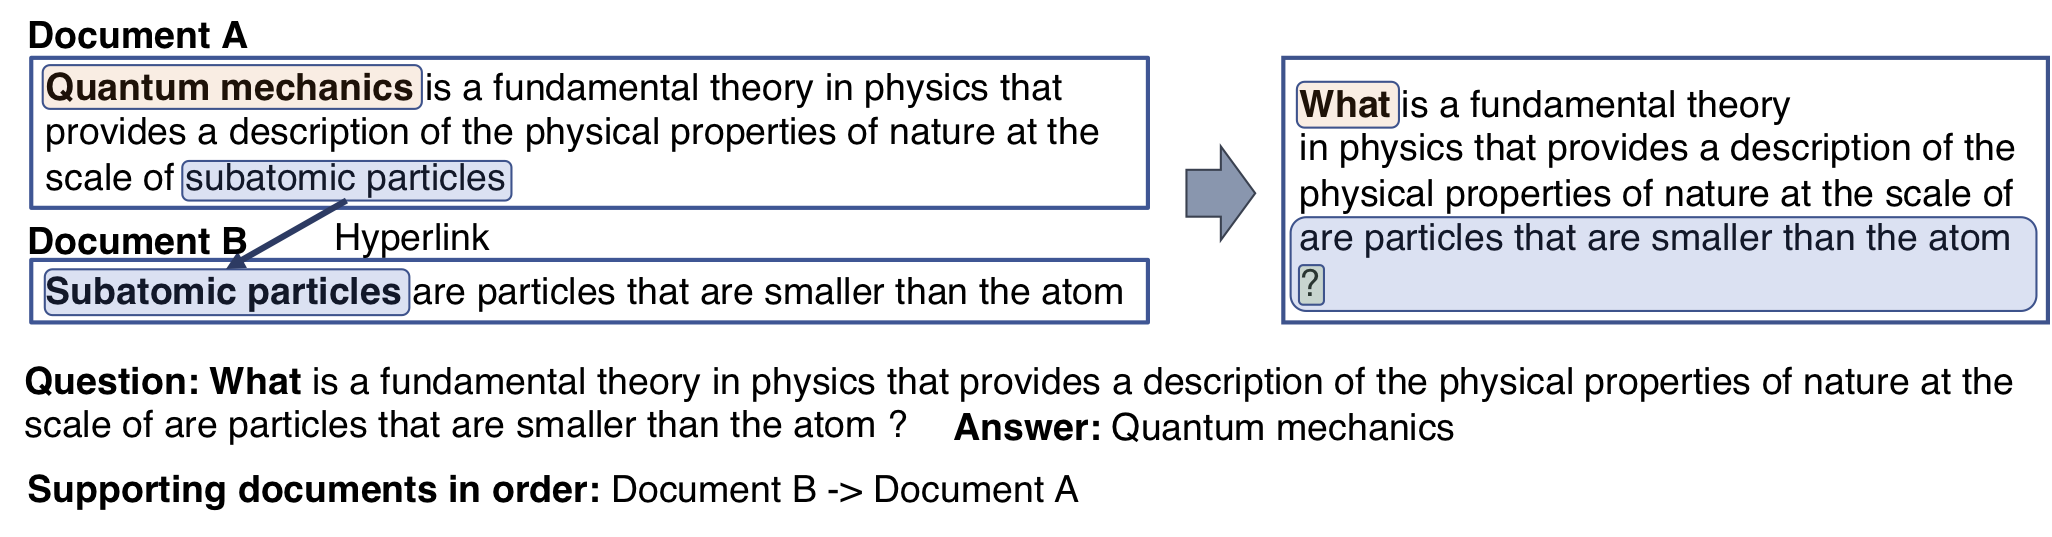 Document A
Quantum mechanics is a fundamental theory in physics that
provides a description of the physical properties of nature at the
scale of subatomic particles
Hyperlink
Document B
Subatomic particles are particles that are smaller than the atom
What is a fundamental theory
in physics that provides a description of the
physical properties of nature at the scale of
are particles that are smaller than the atom
?
Question: What is a fundamental theory in physics that provides a description of the physical properties of nature at the
scale of are particles that are smaller than the atom ? Answer: Quantum mechanics
Supporting documents in order: Document B -> Document A